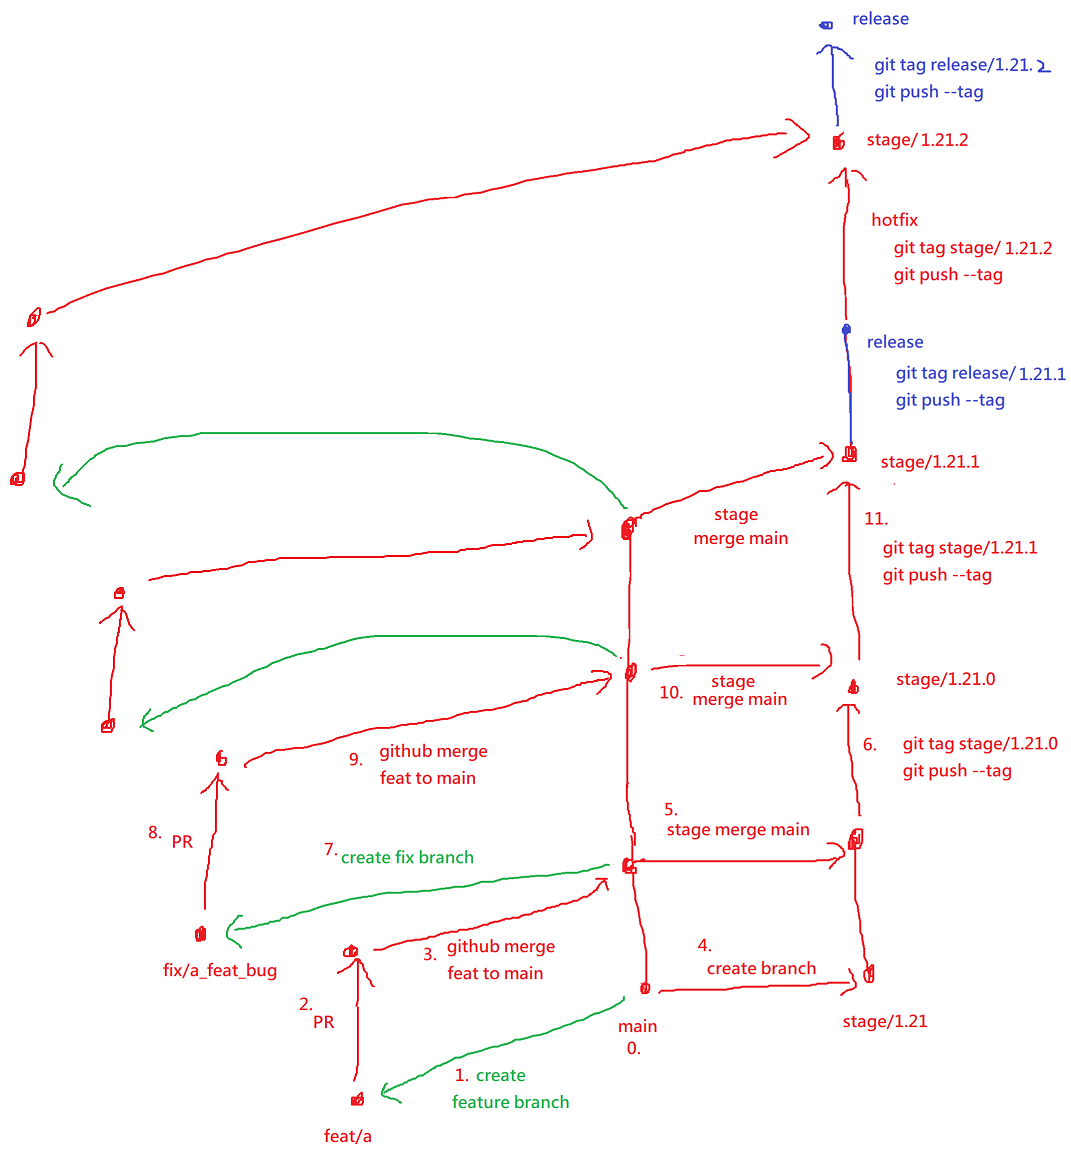 release
git tag release/1.21.2
git push --tag
stage/ 1.21.2
hotfix
git tag stage/ 1.21.2
git push --tag
release
git tag release/ 1.21.1
git push --tag
stage/1.21.1
stage
merge main
11.
git tag stage/1.21.1
git push --tag
stage/1.21.0
10.
stage
merge main
6.
git tag stage/1.21.0
git push --tag
9.
github merge
feat to main
5.
stage merge main
8.
PR
7.
create fix branch
fix/a_feat_bug
3.
github merge
feat to main
4.
create branch
2.
PR
stage/1.21
main
0.
1. create
feature branch
feat/a